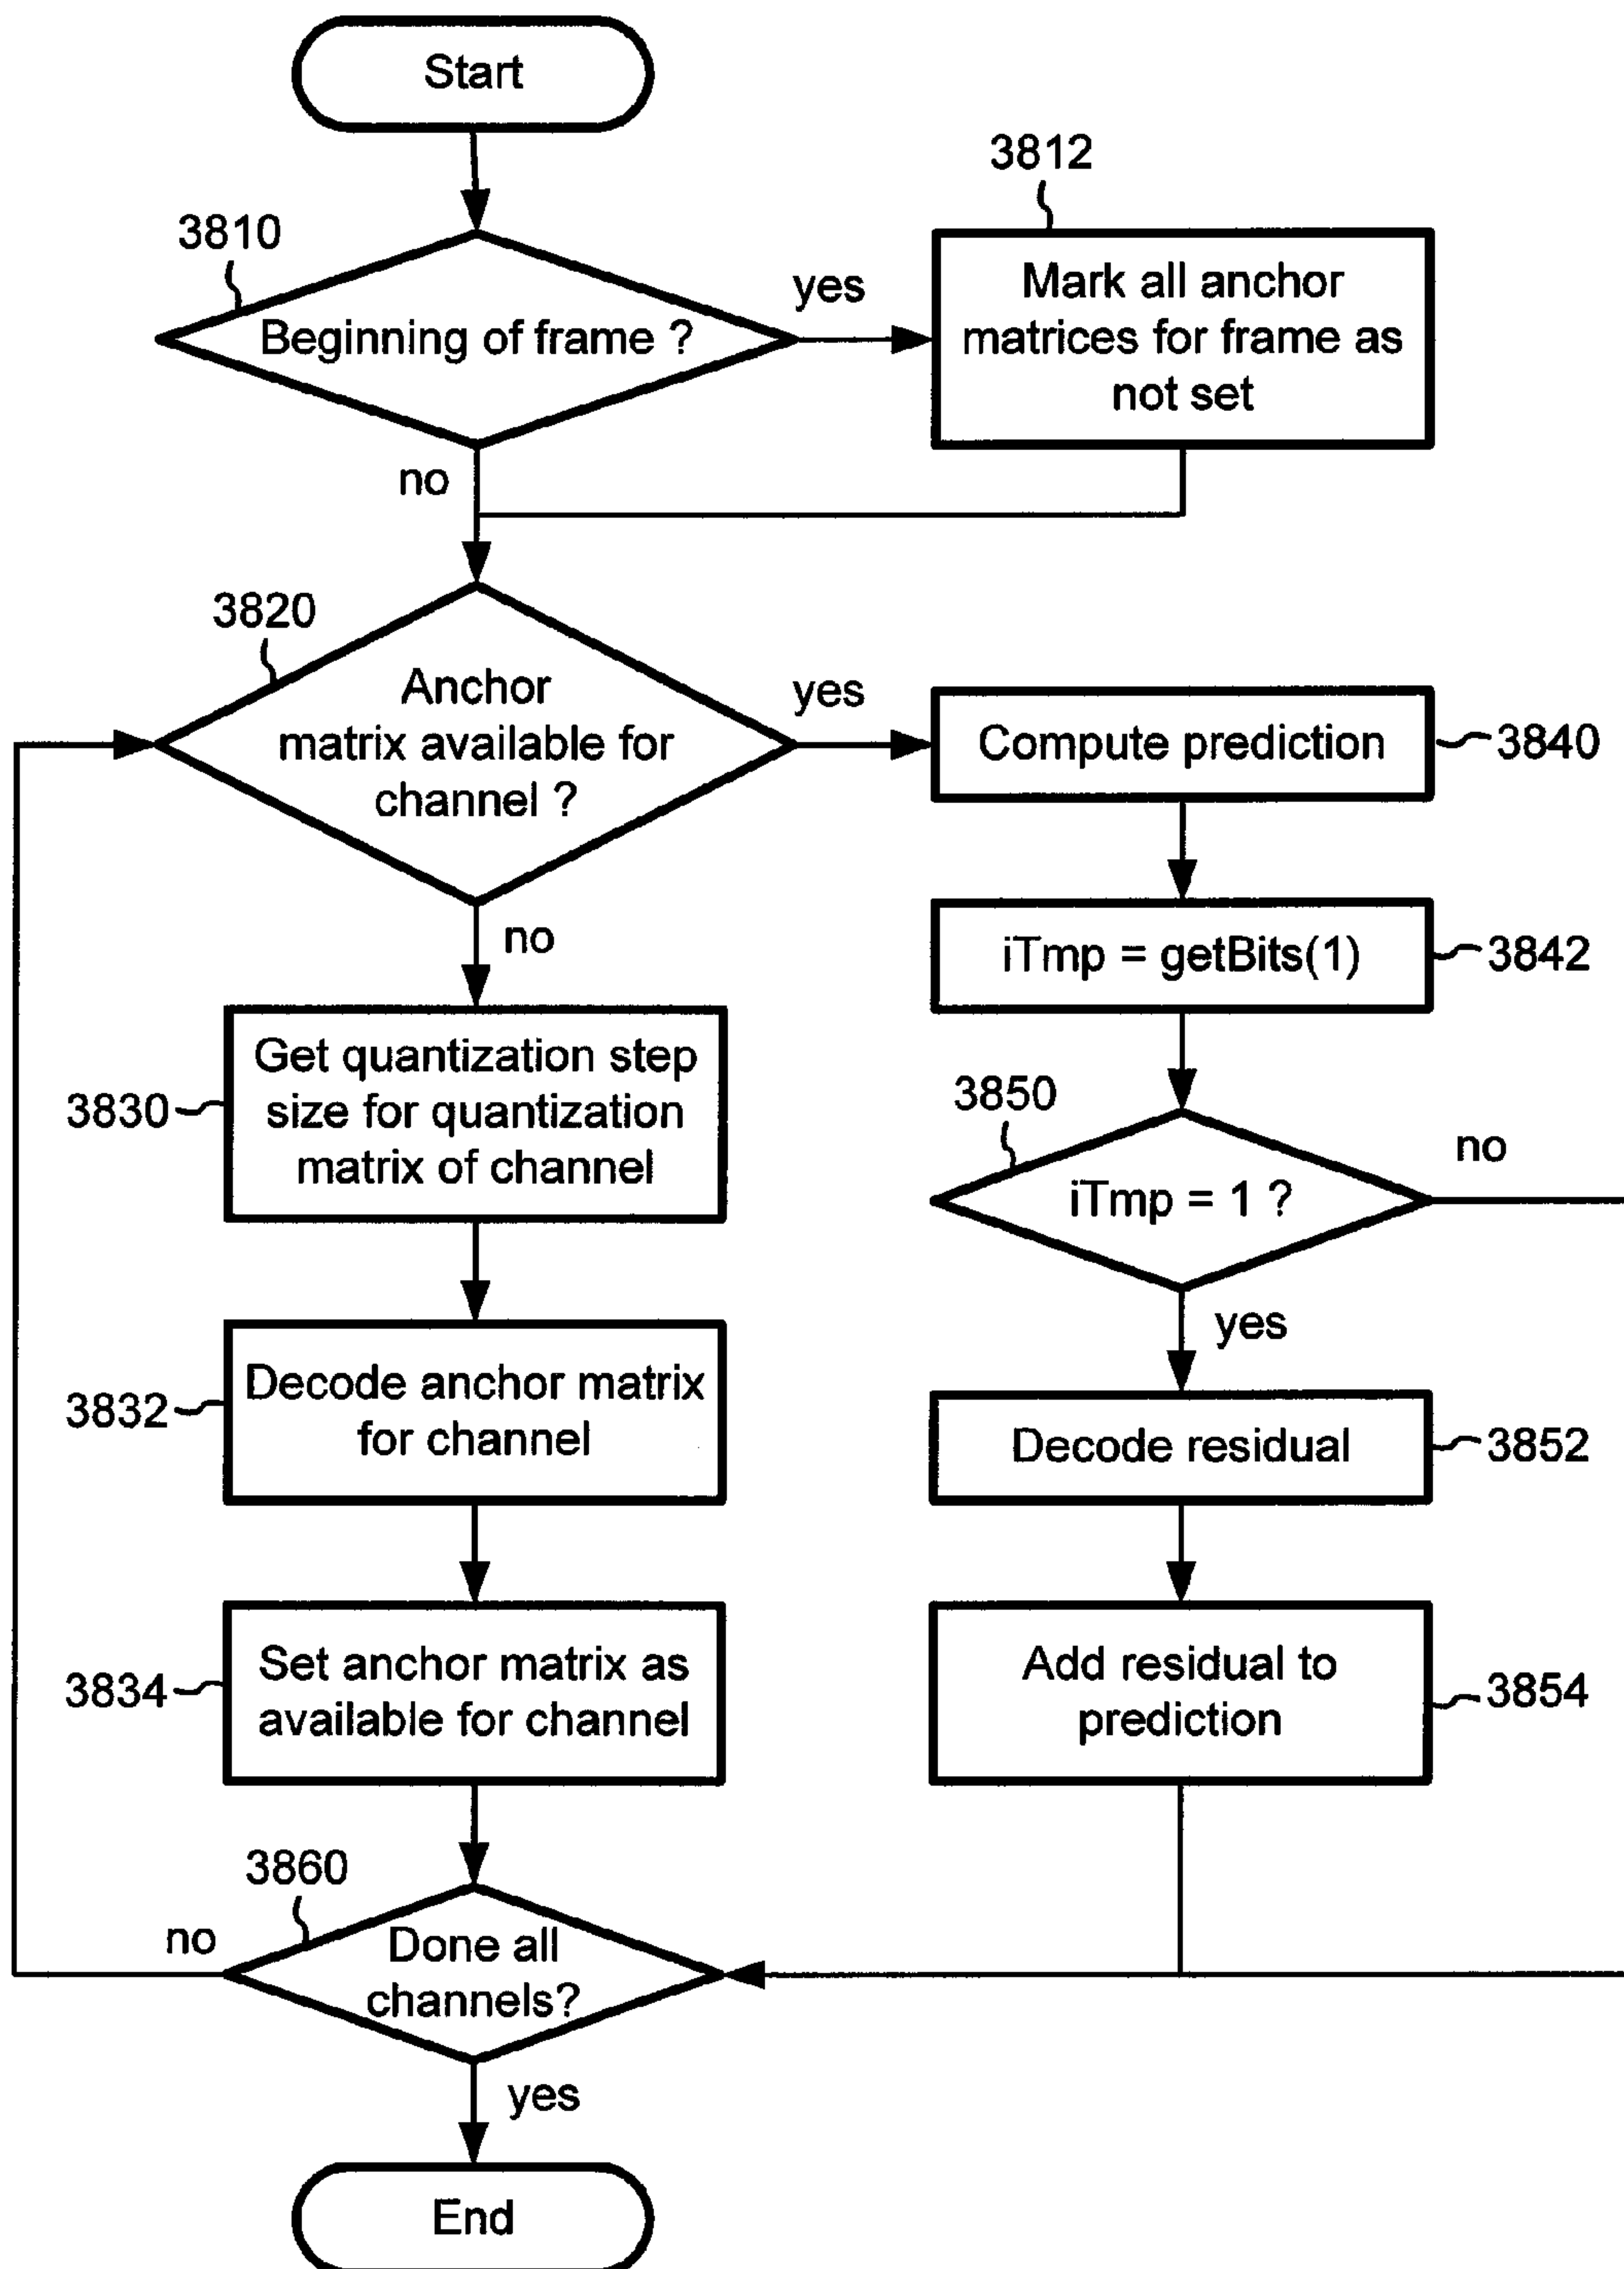 Start
3812
3810
yes
Mark all anchor
matrices for frame as
not set
Beginning of frame ?
no
3820
Anchor
matrix available for
channel ?
yes
Compute prediction
3840
no
iTmp = getBits(1)
3842
3830
Get quantization step
size for quantization
matrix of channel
3850
iTmp = 1 ?
no
yes
3832
Decode anchor matrix
for channel
Decode residual
3852
3834
Set anchor matrix as
available for channel
Add residual to
prediction
3854
3860
no
Done all
channels?
yes
End